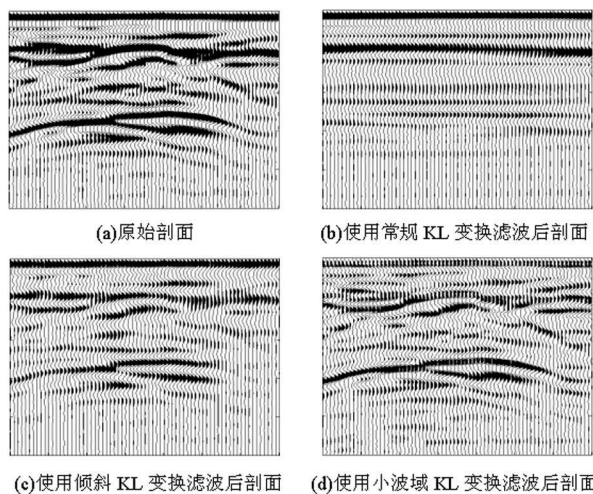 (a)原始剖面
(b)使用常规 KL 变换滤波后剖面
(c)使用倾斜 KL 变换滤波后剖面
(d)使用小波域 KL 变换滤波后剖面